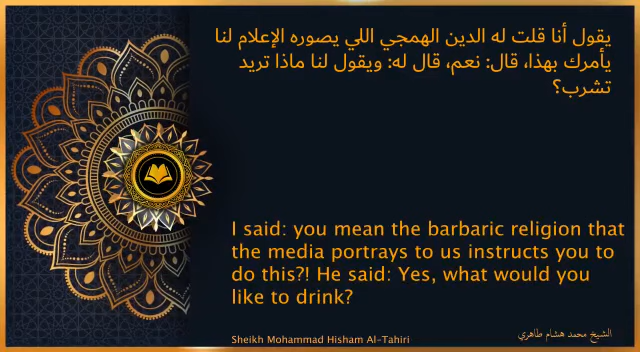 يقول أنا قلت له الدين الهمجي اللي يصوره الإعلام لنا
يأمرك بهذا، قال: نعم، قال له: ويقول لنا ماذا تريد
تشرب؟
I said: you mean the barbaric religion that
the media portrays to us instructs you to
do this?! He said: Yes, what would you
like to drink?
Sheikh Mohammad Hisham Al-Tahiri
الشيخ محمد هشام طاهري